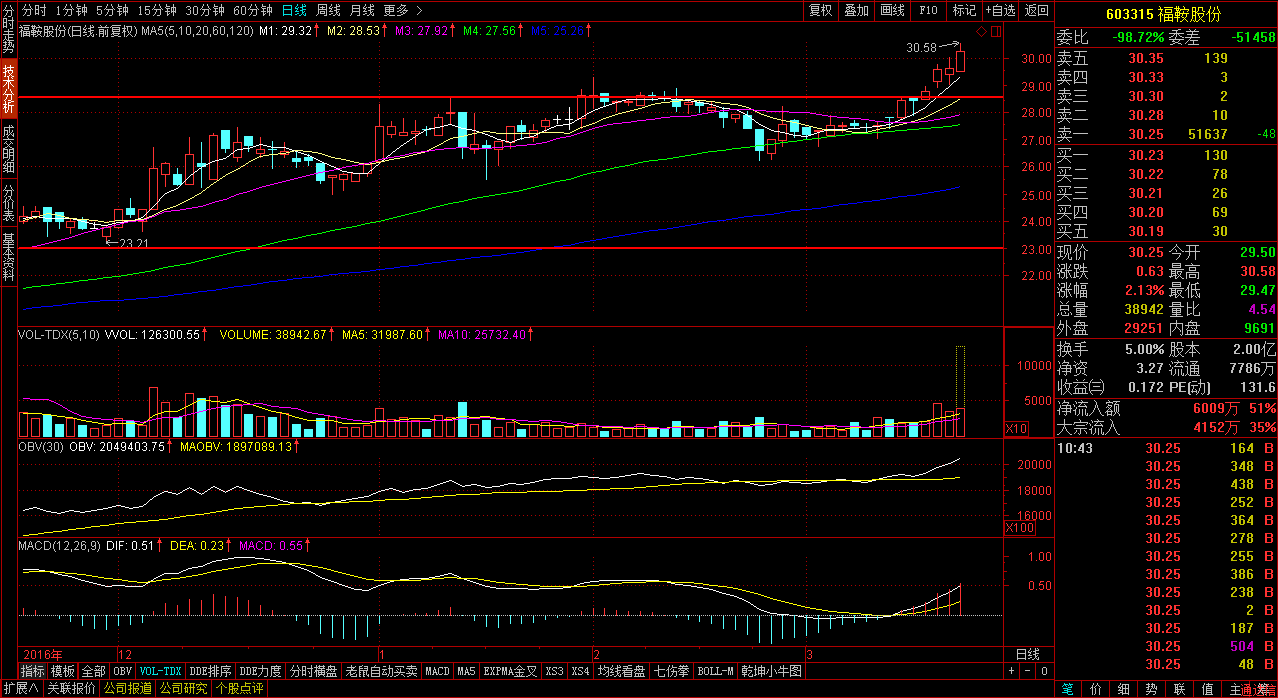 分时 1分钟 5分钟 15分钟 30分钟 60分钟 日线 周线 月线 更多 > 复权 叠加 画线 F10 标记 +自选 返回
分时走势
技术分析
成交明细
分价表
基本资料
福鞍股份(日线.前复权) MA5(5,10,20,60,120) M1: 29.32↑ M2: 28.53↑ M3: 27.92↑ M4: 27.56↑ M5: 25.26↑
30.58
30.00
29.00
28.00
27.00
26.00
25.00
24.00
23.00
22.00
←23.21
VOL-TDX(5,10) VVOL: 126300.55↑ VOLUME: 38942.67↑ MA5: 31987.60↑ MA10: 25732.40↑
10000
5000
X10
OBV(30) OBV: 2049403.75↑ MAOBV: 1897089.13↑
20000
18000
16000
X100
MACD(12,26,9) DIF: 0.51↑ DEA: 0.23↑ MACD: 0.55↑
1.00
0.50
2016年 12 1 2 3 日线
指标 模板 全部 OBV VOL-TDX DDE排序 DDE力度 分时横盘 老鼠自动买卖 MACD MA5 EXPMA金叉 XS3 XS4 均线看盘 七伤拳 BOLL-M 乾坤小牛图 + - 0
扩展∧ 关联报价 公司报道 公司研究 个股点评
603315 福鞍股份
委比 -98.72% 委差 -51458
卖五 30.35 139
卖四 30.33 3
卖三 30.30 2
卖二 30.28 10
卖一 30.25 51637 -48
买一 30.23 130
买二 30.22 78
买三 30.21 26
买四 30.20 69
买五 30.19 30
现价 30.25 今开 29.50
涨跌 0.63 最高 30.58
涨幅 2.13% 最低 29.47
总量 38942 量比 4.54
外盘 29251 内盘 9691
换手 5.00% 股本 2.00亿
净资 3.27 流通 7786万
收益㈢ 0.172 PE(动) 131.6
净流入额 6009万 51%
大宗流入 4152万 35%
10:43 30.25 164 B
30.25 348 B
30.25 438 B
30.25 252 B
30.25 364 B
30.25 278 B
30.25 255 B
30.25 386 B
30.25 238 B
30.25 2 B
30.25 187 B
30.25 504 B
30.25 48 B
笔 价 细 势 联 值 主